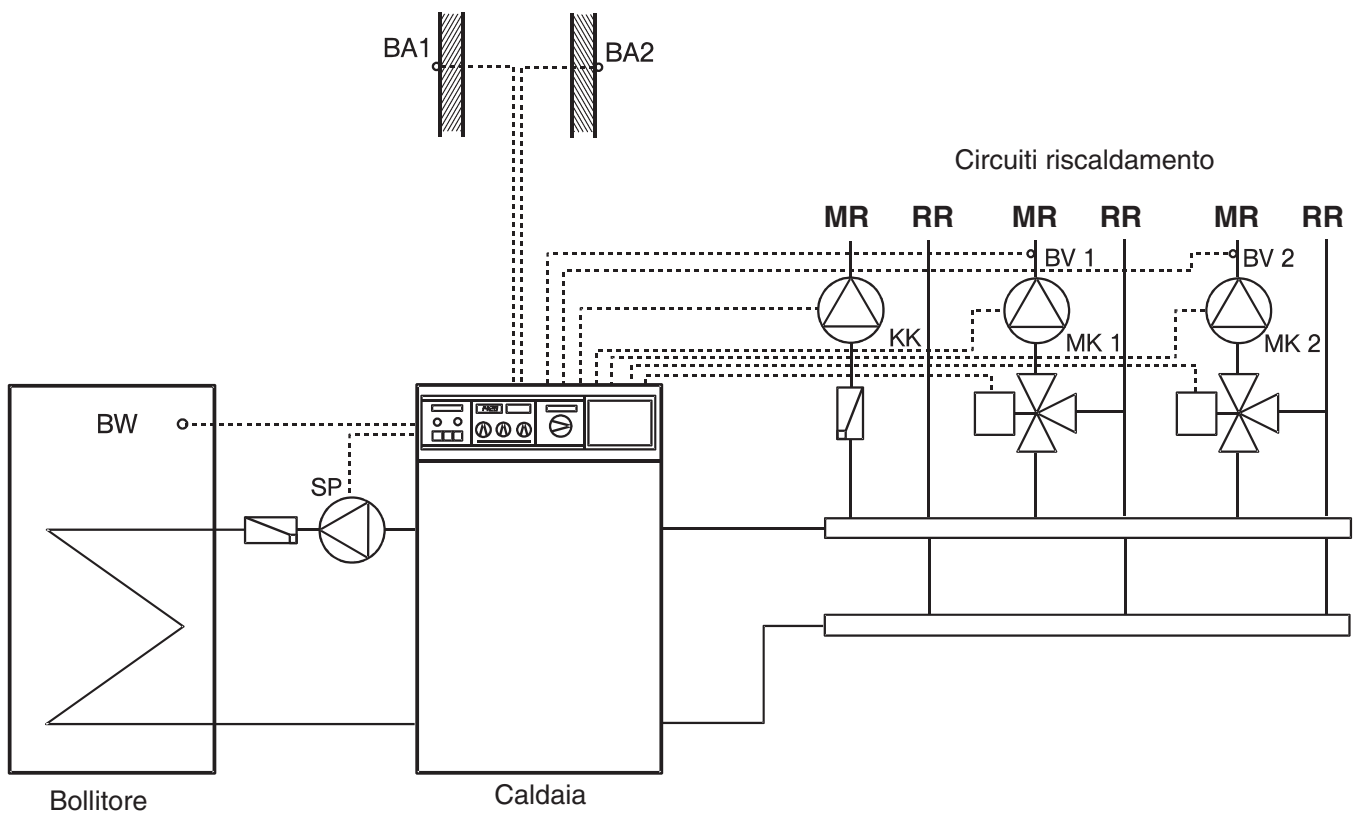 BA1
BA2
Circuiti riscaldamento
MR RR MR RR MR RR
BV 1
BV 2
KK
MK 1
MK 2
BW
SP
Bollitore
Caldaia